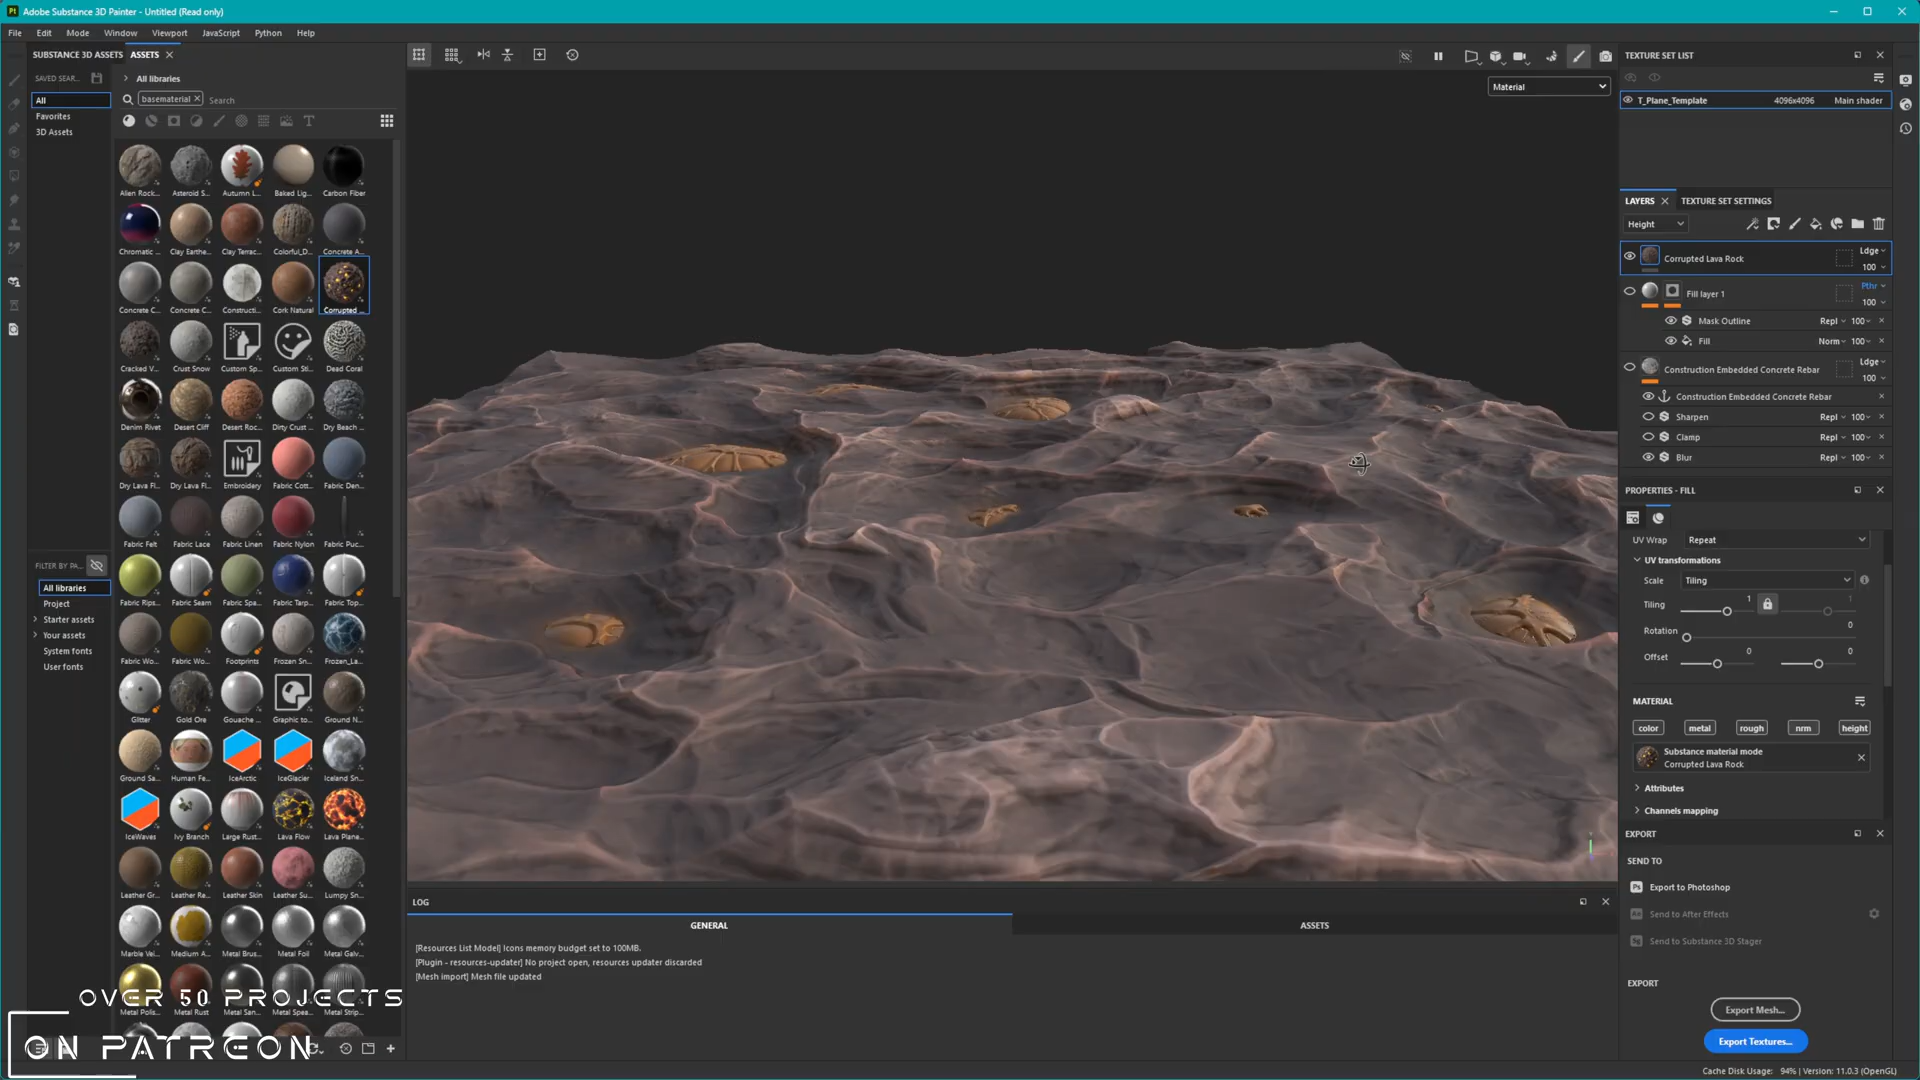 Adobe Substance 3D Painter - Untitled (Read only)
File Edit Mode Window Viewport JavaScript Python Help
SUBSTANCE 3D ASSETS ASSETS
SAVED SEAR...
All
Favorites
3D Assets
All libraries
basematerial Search
Alien Rock... Asteroid S... Autumn L... Baked Lig... Carbon Fiber
Chromatic ... Clay Earthe... Clay Terrac... Colorful_D... Concrete A...
Concrete C... Concrete C... Constructi... Cork Natural Corrupted ...
Cracked V... Crust Snow Custom Sp... Custom Sti... Dead Coral
Denim Rivet Desert Cliff Desert Roc... Dirty Crust ... Dry Beach ...
Dry Lava Fl... Dry Lava Fl... Embroidery Fabric Cott... Fabric Den...
Fabric Felt Fabric Lace Fabric Linen Fabric Nylon Fabric Puc...
Fabric Rips... Fabric Seam Fabric Spa... Fabric Tarp... Fabric Top...
Fabric Wo... Fabric Wo... Footprints Frozen Sn... Frozen_La...
Glitter Gold Ore Gouache ... Graphic to... Ground N...
Ground Sa... Human Fe... IceArctic IceGlacier Iceland Sn...
IceWaves Ivy Branch Large Rust... Lava Flow Lava Plane...
Leather Gr... Leather Re... Leather Skin Leather Su... Lumpy Sn...
Marble Vei... Medium A... Metal Brus... Metal Foil Metal Galv...
Metal Polis... Metal Rust Metal San... Metal Spea... Metal Strip...
FILTER BY PA...
All libraries
Project
Starter assets
Your assets
System fonts
User fonts
OVER 50 PROJECTS
ON PATREON
Material
LOG
GENERAL ASSETS
[Resources List Model] Icons memory budget set to 100MB.
[Plugin - resources-updater] No project open, resources updater discarded
[Mesh import] Mesh file updated
TEXTURE SET LIST
T_Plane_Template 4096x4096 Main shader
LAYERS TEXTURE SET SETTINGS
Height
Corrupted Lava Rock Ldge 100
Fill layer 1 Pthr 100
Mask Outline Repl 100
Fill Norm 100
Construction Embedded Concrete Rebar Ldge 100
Construction Embedded Concrete Rebar
Sharpen Repl 100
Clamp Repl 100
Blur Repl 100
PROPERTIES - FILL
UV Wrap Repeat
UV transformations
Scale Tiling
Tiling 1 1
Rotation 0
Offset 0 0
MATERIAL
color metal rough nrm height
Substance material mode
Corrupted Lava Rock
Attributes
Channels mapping
EXPORT
SEND TO
Export to Photoshop
Send to After Effects
Send to Substance 3D Stager
EXPORT
Export Mesh...
Export Textures...
Cache Disk Usage: 94% | Version: 11.0.3 (OpenGL)